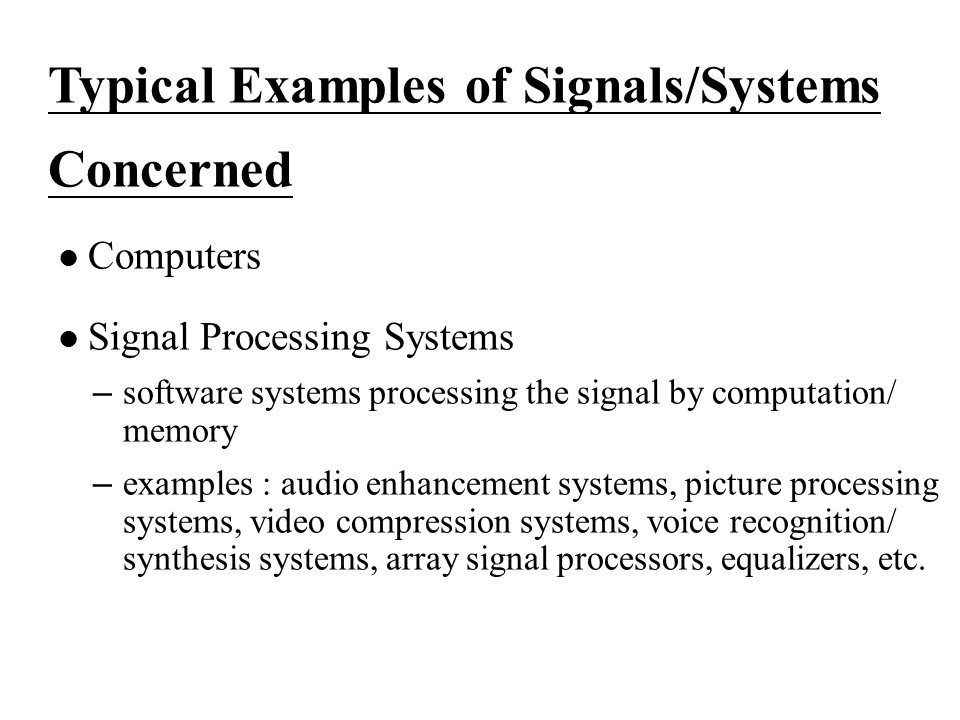 Typical Examples of Signals/Systems
Concerned
● Computers
● Signal Processing Systems
– software systems processing the signal by computation/
memory
– examples : audio enhancement systems, picture processing
systems, video compression systems, voice recognition/
synthesis systems, array signal processors, equalizers, etc.